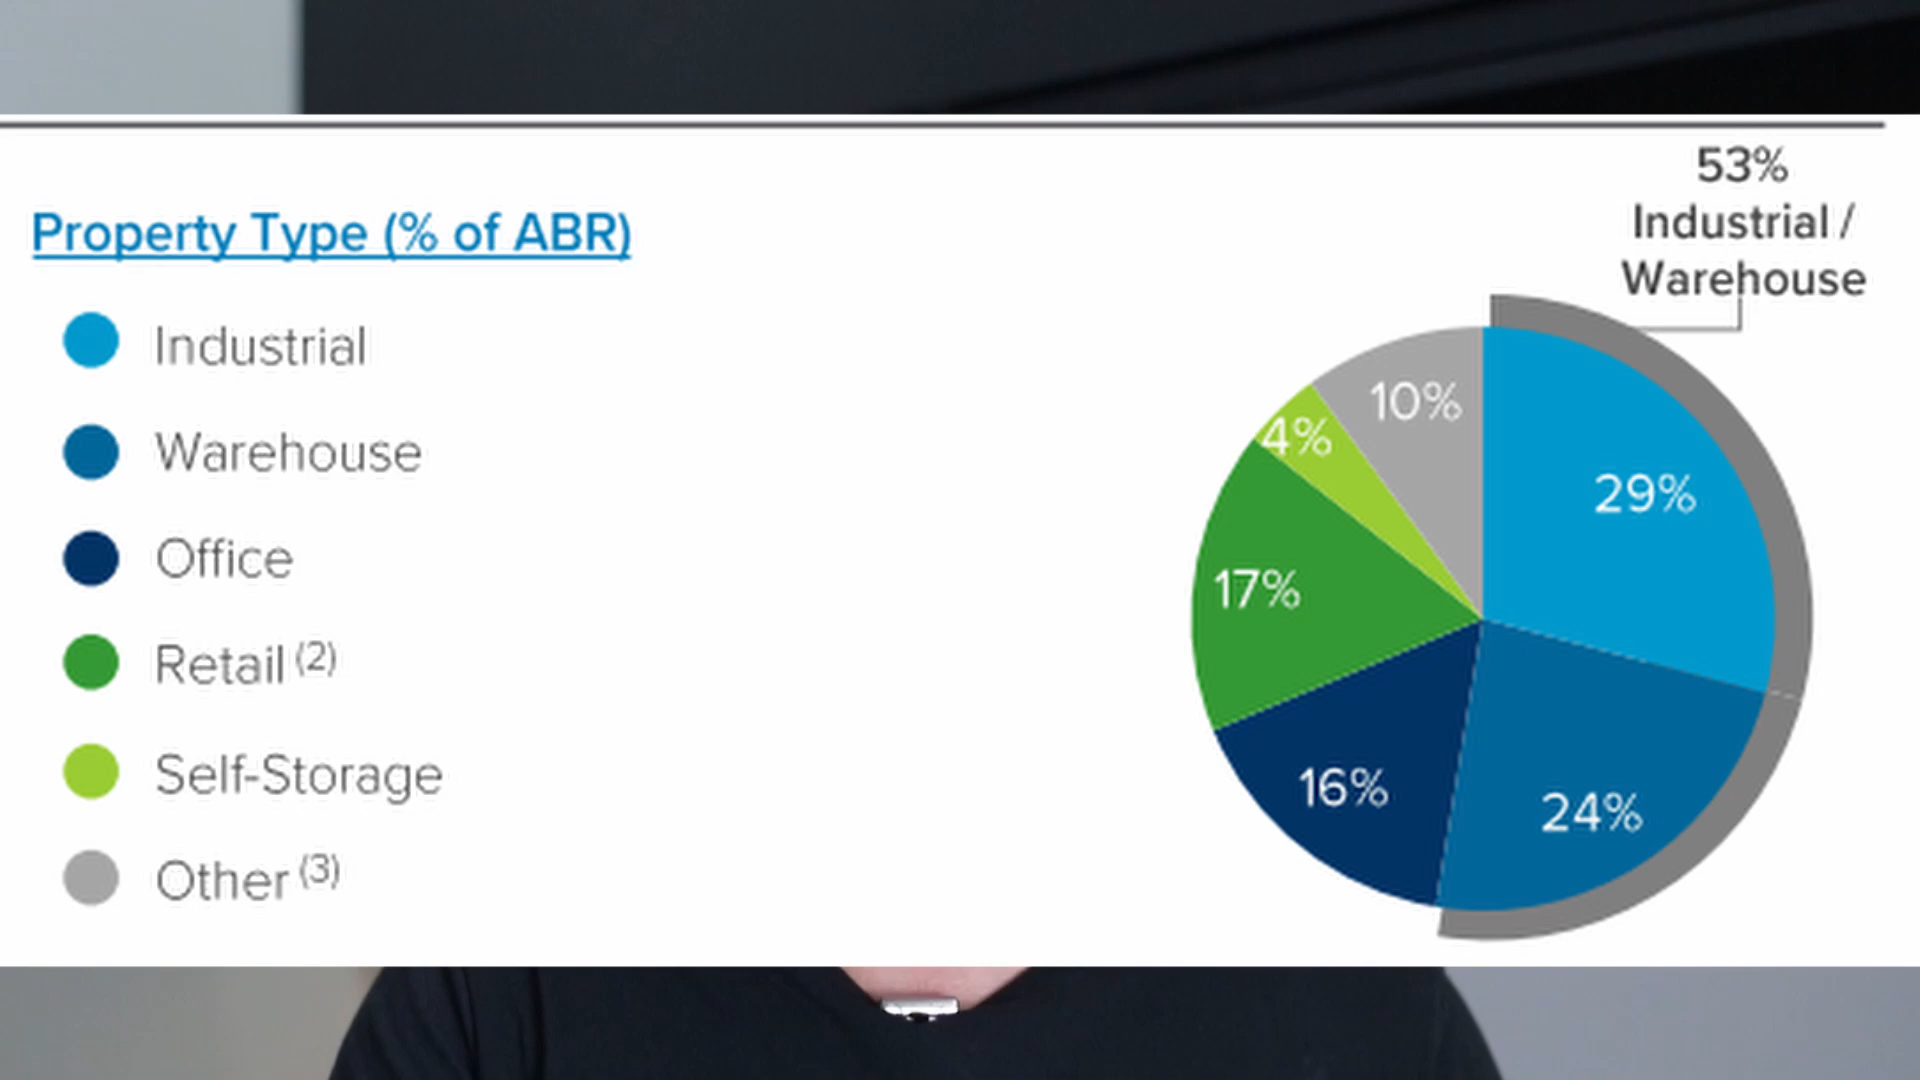 53%
Industrial /
Warehouse
Property Type (% of ABR)
Industrial
Warehouse
Office
Retail (2)
Self-Storage
Other (3)
10%
4%
29%
17%
16%
24%